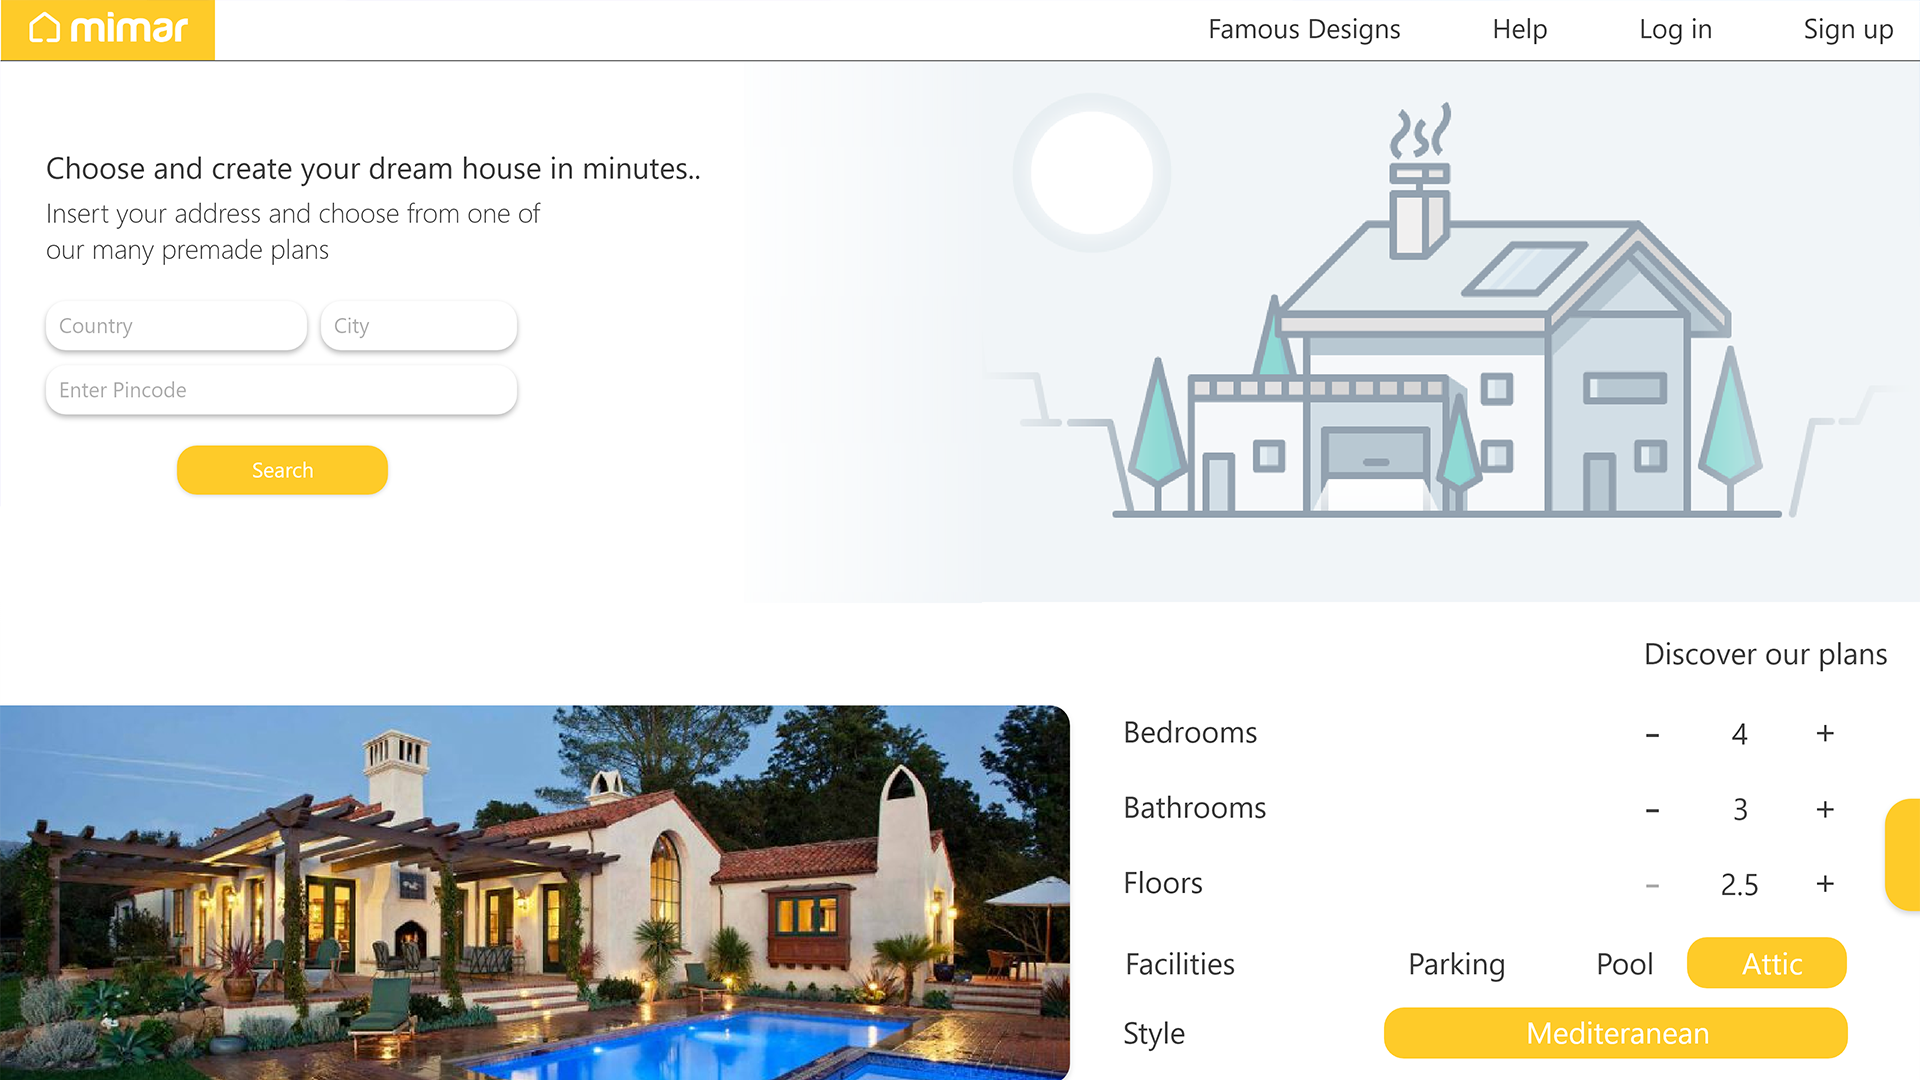 mimar
Famous Designs
Help
Log in
Sign up
Choose and create your dream house in minutes..
Insert your address and choose from one of
our many premade plans
Country
City
Enter Pincode
Search
Discover our plans
Bedrooms - 4 +
Bathrooms - 3 +
Floors - 2.5 +
Facilities Parking Pool Attic
Style Mediteranean